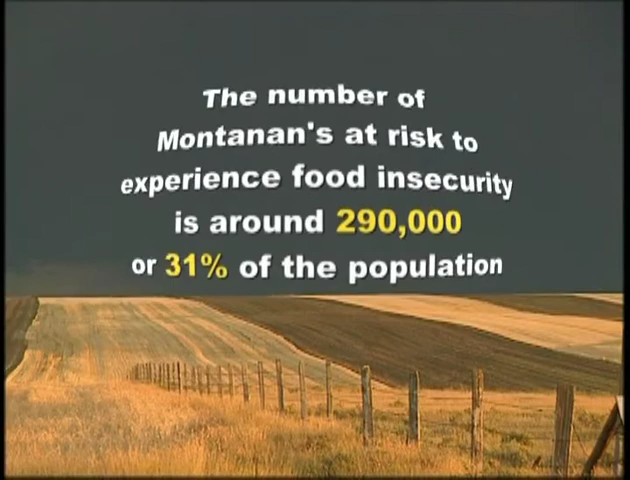 The number of
Montanan's at risk to
experience food insecurity
is around 290,000
or 31% of the population